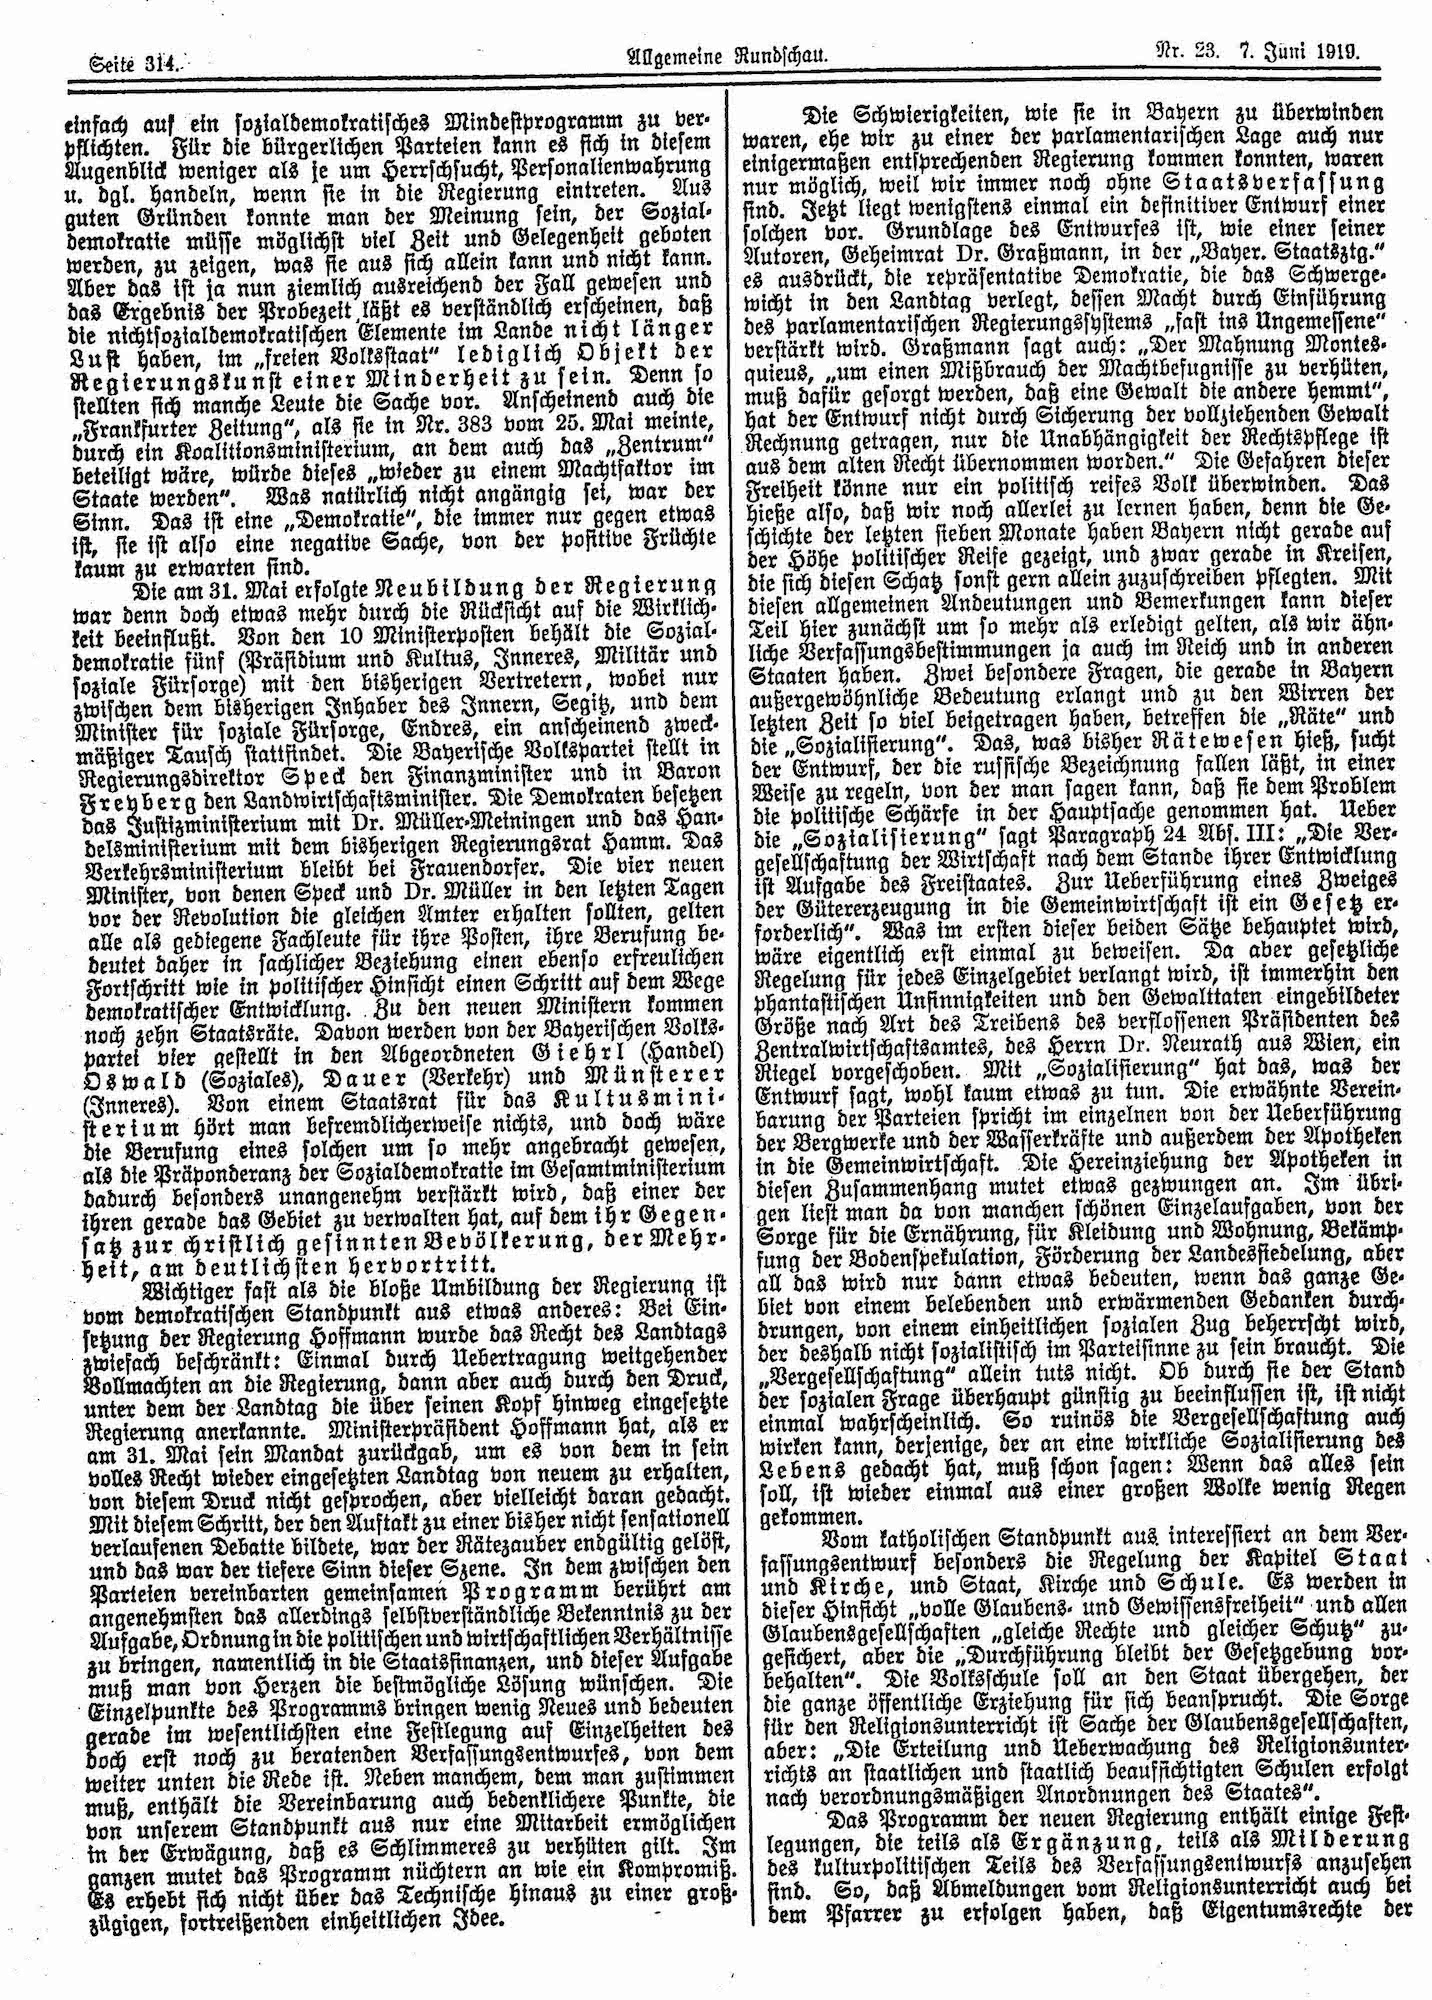 Seite 314.
Allgemeine Rundschau.
Nr. 23. 7. Juni 1919.
einfach auf ein sozialdemokratisches Mindestprogramm zu ver-
pflichten. Für die bürgerlichen Parteien kann es sich in diesem
Augenblick weniger als je um Herrschsucht, Personalienwahrung
u. dgl. handeln, wenn sie in die Regierung eintreten. Aus
guten Gründen konnte man der Meinung sein, der Sozial-
demokratie müsse möglichst viel Zeit und Gelegenheit geboten
werden, zu zeigen, was sie aus sich allein kann und nicht kann.
Aber das ist ja nun ziemlich ausreichend der Fall gewesen und
das Ergebnis der Probezeit läßt es verständlich erscheinen, daß
die nichtsozialdemokratischen Elemente im Lande nicht länger
Lust haben, im „freien Volksstaat“ lediglich Objekt der
Regierungskunst einer Minderheit zu sein. Denn so
stellten sich manche Leute die Sache vor. Anscheinend auch die
„Frankfurter Zeitung“, als sie in Nr. 383 vom 25. Mai meinte,
durch ein Koalitionsministerium, an dem auch das „Zentrum“
beteiligt wäre, würde dieses „wieder zu einem Machtfaktor im
Staate werden“. Was natürlich nicht angängig sei, war der
Sinn. Das ist eine „Demokratie“, die immer nur gegen etwas
ist, sie ist also eine negative Sache, von der positive Früchte
kaum zu erwarten sind.
Die am 31. Mai erfolgte Neubildung der Regierung
war denn doch etwas mehr durch die Rücksicht auf die Wirklich-
keit beeinflußt. Von den 10 Ministerposten behält die Sozial-
demokratie fünf (Präsidium und Kultus, Inneres, Militär und
soziale Fürsorge) mit den bisherigen Vertretern, wobei nur
zwischen dem bisherigen Inhaber des Innern, Segitz, und dem
Minister für soziale Fürsorge, Endres, ein anscheinend zweck-
mäßiger Tausch stattfindet. Die Bayerische Volkspartei stellt in
Regierungsdirektor Speck den Finanzminister und in Baron
Freyberg den Landwirtschaftsminister. Die Demokraten besetzen
das Justizministerium mit Dr. Müller-Meiningen und das Han-
delsministerium mit dem bisherigen Regierungsrat Hamm. Das
Verkehrsministerium bleibt bei Frauendorfer. Die vier neuen
Minister, von denen Speck und Dr. Müller in den letzten Tagen
vor der Revolution die gleichen Ämter erhalten sollten, gelten
alle als gediegene Fachleute für ihre Posten, ihre Berufung be-
deutet daher in sachlicher Beziehung einen ebenso erfreulichen
Fortschritt wie in politischer Hinsicht einen Schritt auf dem Wege
demokratischer Entwicklung. Zu den neuen Ministern kommen
noch zehn Staatsräte. Davon werden von der Bayerischen Volks-
partei vier gestellt in den Abgeordneten Giehrl (Handel)
Oswald (Soziales), Dauer (Verkehr) und Münsterer
(Inneres). Von einem Staatsrat für das Kultusmini-
sterium hört man befremdlicherweise nichts, und doch wäre
die Berufung eines solchen um so mehr angebracht gewesen,
als die Präponderanz der Sozialdemokratie im Gesamtministerium
dadurch besonders unangenehm verstärkt wird, daß einer der
ihren gerade das Gebiet zu verwalten hat, auf dem ihr Gegen-
satz zur christlich gesinnten Bevölkerung, der Mehr-
heit, am deutlichsten hervortritt.
Wichtiger fast als die bloße Umbildung der Regierung ist
vom demokratischen Standpunkt aus etwas anderes: Bei Ein-
setzung der Regierung Hoffmann wurde das Recht des Landtags
zwiefach beschränkt: Einmal durch Uebertragung weitgehender
Vollmachten an die Regierung, dann aber auch durch den Druck,
unter dem der Landtag die über seinen Kopf hinweg eingesetzte
Regierung anerkannte. Ministerpräsident Hoffmann hat, als er
am 31. Mai sein Mandat zurückgab, um es von dem in sein
volles Recht wieder eingesetzten Landtag von neuem zu erhalten,
von diesem Druck nicht gesprochen, aber vielleicht daran gedacht.
Mit diesem Schritt, der den Auftakt zu einer bisher nicht sensationell
verlaufenen Debatte bildete, war der Rätezauber endgültig gelöst,
und das war der tiefere Sinn dieser Szene. In dem zwischen den
Parteien vereinbarten gemeinsamen Programm berührt am
angenehmsten das allerdings selbstverständliche Bekenntnis zu der
Aufgabe, Ordnung in die politischen und wirtschaftlichen Verhältnisse
zu bringen, namentlich in die Staatsfinanzen, und dieser Aufgabe
muß man von Herzen die bestmögliche Lösung wünschen. Die
Einzelpunkte des Programms bringen wenig Neues und bedeuten
gerade im wesentlichsten eine Festlegung auf Einzelheiten des
doch erst noch zu beratenden Verfassungsentwurfes, von dem
weiter unten die Rede ist. Neben manchem, dem man zustimmen
muß, enthält die Vereinbarung auch bedenklichere Punkte, die
von unserem Standpunkt aus nur eine Mitarbeit ermöglichen
in der Erwägung, daß es Schlimmeres zu verhüten gilt. Im
ganzen mutet das Programm nüchtern an wie ein Kompromiß.
Es erhebt sich nicht über das Technische hinaus zu einer groß-
zügigen, fortreißenden einheitlichen Idee.
Die Schwierigkeiten, wie sie in Bayern zu überwinden
waren, ehe wir zu einer der parlamentarischen Lage auch nur
einigermaßen entsprechenden Regierung kommen konnten, waren
nur möglich, weil wir immer noch ohne Staatsverfassung
sind. Jetzt liegt wenigstens einmal ein definitiver Entwurf einer
solchen vor. Grundlage des Entwurfes ist, wie einer seiner
Autoren, Geheimrat Dr. Graßmann, in der „Bayer. Staatsztg.“
es ausdrückt, die repräsentative Demokratie, die das Schwerge-
wicht in den Landtag verlegt, dessen Macht durch Einführung
des parlamentarischen Regierungssystems „fast ins Ungemessene“
verstärkt wird. Graßmann sagt auch: „Der Mahnung Montes-
quieus, „um einen Mißbrauch der Machtbefugnisse zu verhüten,
muß dafür gesorgt werden, daß eine Gewalt die andere hemmt“,
hat der Entwurf nicht durch Sicherung der vollziehenden Gewalt
Rechnung getragen, nur die Unabhängigkeit der Rechtspflege ist
aus dem alten Recht übernommen worden.“ Die Gefahren dieser
Freiheit könne nur ein politisch reifes Volk überwinden. Das
hieße also, daß wir noch allerlei zu lernen haben, denn die Ge-
schichte der letzten sieben Monate haben Bayern nicht gerade auf
der Höhe politischer Reife gezeigt, und zwar gerade in Kreisen,
die sich diesen Schatz sonst gern allein zuzuschreiben pflegten. Mit
diesen allgemeinen Andeutungen und Bemerkungen kann dieser
Teil hier zunächst um so mehr als erledigt gelten, als wir ähn-
liche Verfassungsbestimmungen ja auch im Reich und in anderen
Staaten haben. Zwei besondere Fragen, die gerade in Bayern
außergewöhnliche Bedeutung erlangt und zu den Wirren der
letzten Zeit so viel beigetragen haben, betreffen die „Räte“ und
die „Sozialisierung“. Das, was bisher Rätewesen hieß, sucht
der Entwurf, der die russische Bezeichnung fallen läßt, in einer
Weise zu regeln, von der man sagen kann, daß sie dem Problem
die politische Schärfe in der Hauptsache genommen hat. Ueber
die „Sozialisierung“ sagt Paragraph 24 Abs. III: „Die Ver-
gesellschaftung der Wirtschaft nach dem Stande ihrer Entwicklung
ist Aufgabe des Freistaates. Zur Ueberführung eines Zweiges
der Gütererzeugung in die Gemeinwirtschaft ist ein Gesetz er-
forderlich“. Was im ersten dieser beiden Sätze behauptet wird,
wäre eigentlich erst einmal zu beweisen. Da aber gesetzliche
Regelung für jedes Einzelgebiet verlangt wird, ist immerhin den
phantastischen Unsinnigkeiten und den Gewalttaten eingebildeter
Größe nach Art des Treibens des verflossenen Präsidenten des
Zentralwirtschaftsamtes, des Herrn Dr. Neurath aus Wien, ein
Riegel vorgeschoben. Mit „Sozialisierung“ hat das, was der
Entwurf sagt, wohl kaum etwas zu tun. Die erwähnte Verein-
barung der Parteien spricht im einzelnen von der Ueberführung
der Bergwerke und der Wasserkräfte und außerdem der Apotheken
in die Gemeinwirtschaft. Die Hereinziehung der Apotheken in
diesen Zusammenhang mutet etwas gezwungen an. Im übri-
gen liest man da von manchen schönen Einzelaufgaben, von der
Sorge für die Ernährung, für Kleidung und Wohnung, Bekämp-
fung der Bodenspekulation, Förderung der Landessiedelung, aber
all das wird nur dann etwas bedeuten, wenn das ganze Ge-
biet von einem belebenden und erwärmenden Gedanken durch-
drungen, von einem einheitlichen sozialen Zug beherrscht wird,
der deshalb nicht sozialistisch im Parteisinne zu sein braucht. Die
„Vergesellschaftung“ allein tuts nicht. Ob durch sie der Stand
der sozialen Frage überhaupt günstig zu beeinflussen ist, ist nicht
einmal wahrscheinlich. So ruinös die Vergesellschaftung auch
wirken kann, derjenige, der an eine wirkliche Sozialisierung des
Lebens gedacht hat, muß schon sagen: Wenn das alles sein
soll, ist wieder einmal aus einer großen Wolke wenig Regen
gekommen.
Vom katholischen Standpunkt aus interessiert an dem Ver-
fassungsentwurf besonders die Regelung der Kapitel Staat
und Kirche, und Staat, Kirche und Schule. Es werden in
dieser Hinsicht „volle Glaubens- und Gewissensfreiheit“ und allen
Glaubensgesellschaften „gleiche Rechte und gleicher Schutz“ zu-
gesichert, aber die „Durchführung bleibt der Gesetzgebung vor-
behalten“. Die Volksschule soll an den Staat übergehen, der
die ganze öffentliche Erziehung für sich beansprucht. Die Sorge
für den Religionsunterricht ist Sache der Glaubensgesellschaften,
aber: „Die Erteilung und Ueberwachung des Religionsunter-
richts an staatlichen und staatlich beaufsichtigten Schulen erfolgt
nach verordnungsmäßigen Anordnungen des Staates“.
Das Programm der neuen Regierung enthält einige Fest-
legungen, die teils als Ergänzung, teils als Milderung
des kulturpolitischen Teils des Verfassungsentwurfs anzusehen
sind. So, daß Abmeldungen vom Religionsunterricht auch bei
dem Pfarrer zu erfolgen haben, daß Eigentumsrechte der